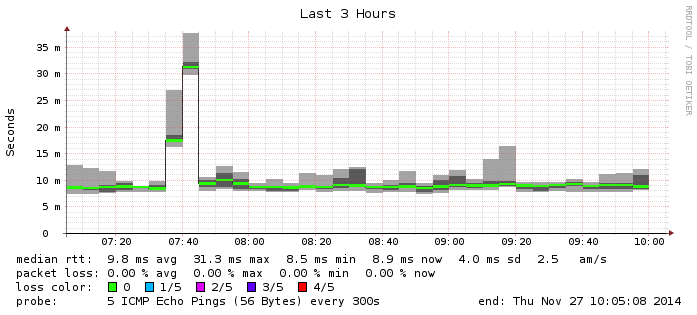 Last 3 Hours
RRDTOOL / TOBI OETIKER
Seconds
35 m
30 m
25 m
20 m
15 m
10 m
5 m
0
07:20 07:40 08:00 08:20 08:40 09:00 09:20 09:40 10:00
median rtt: 9.8 ms avg 31.3 ms max 8.5 ms min 8.9 ms now 4.0 ms sd 2.5 am/s
packet loss: 0.00 % avg 0.00 % max 0.00 % min 0.00 % now
loss color: 0 1/5 2/5 3/5 4/5
probe: 5 ICMP Echo Pings (56 Bytes) every 300s end: Thu Nov 27 10:05:08 2014